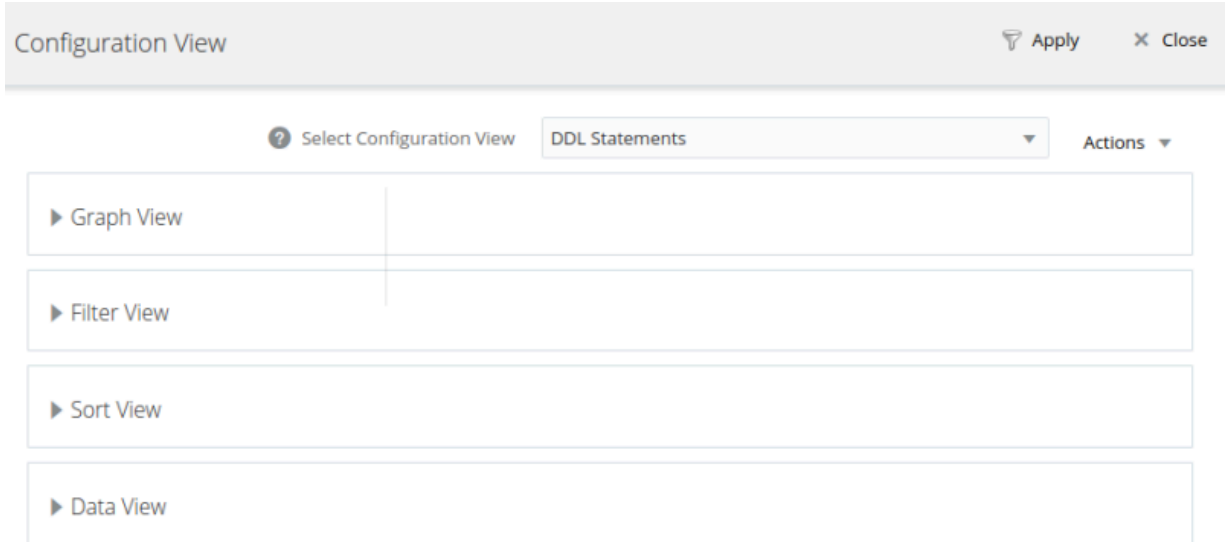 Configuration View
Apply
Close
Select Configuration View
DDL Statements
Actions
Graph View
Filter View
Sort View
Data View